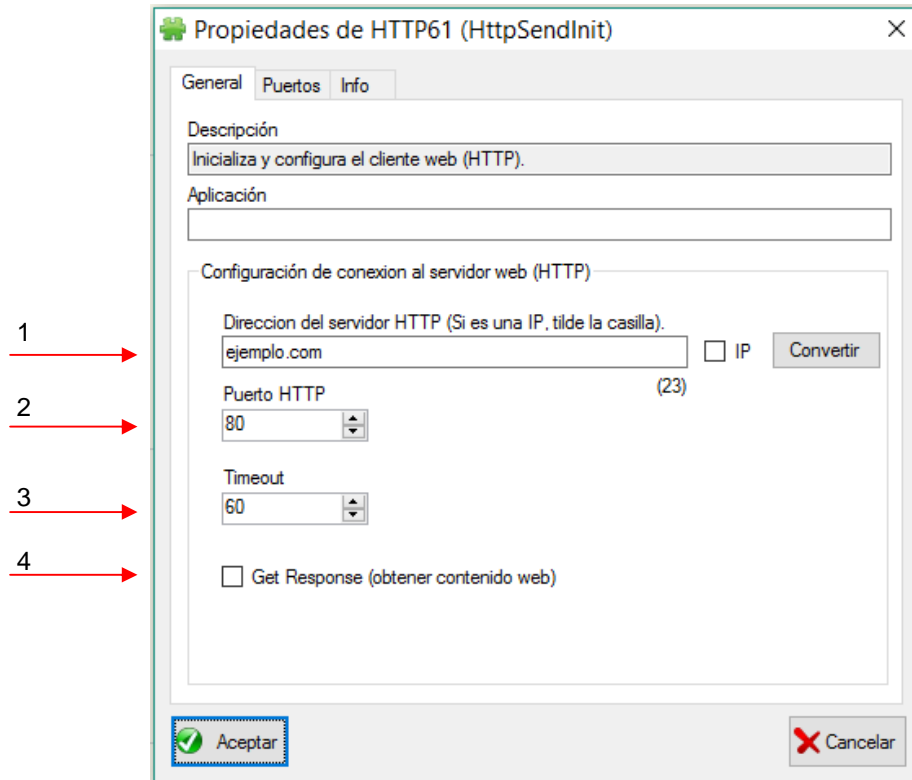 Propiedades de HTTP61 (HttpSendInit)
General Puertos Info
Descripción
Inicializa y configura el cliente web (HTTP).
Aplicación
Configuración de conexion al servidor web (HTTP)
Direccion del servidor HTTP (Si es una IP, tilde la casilla).
1
ejemplo.com IP Convertir
(23)
Puerto HTTP
2
80
Timeout
3
60
4
Get Response (obtener contenido web)
Aceptar Cancelar